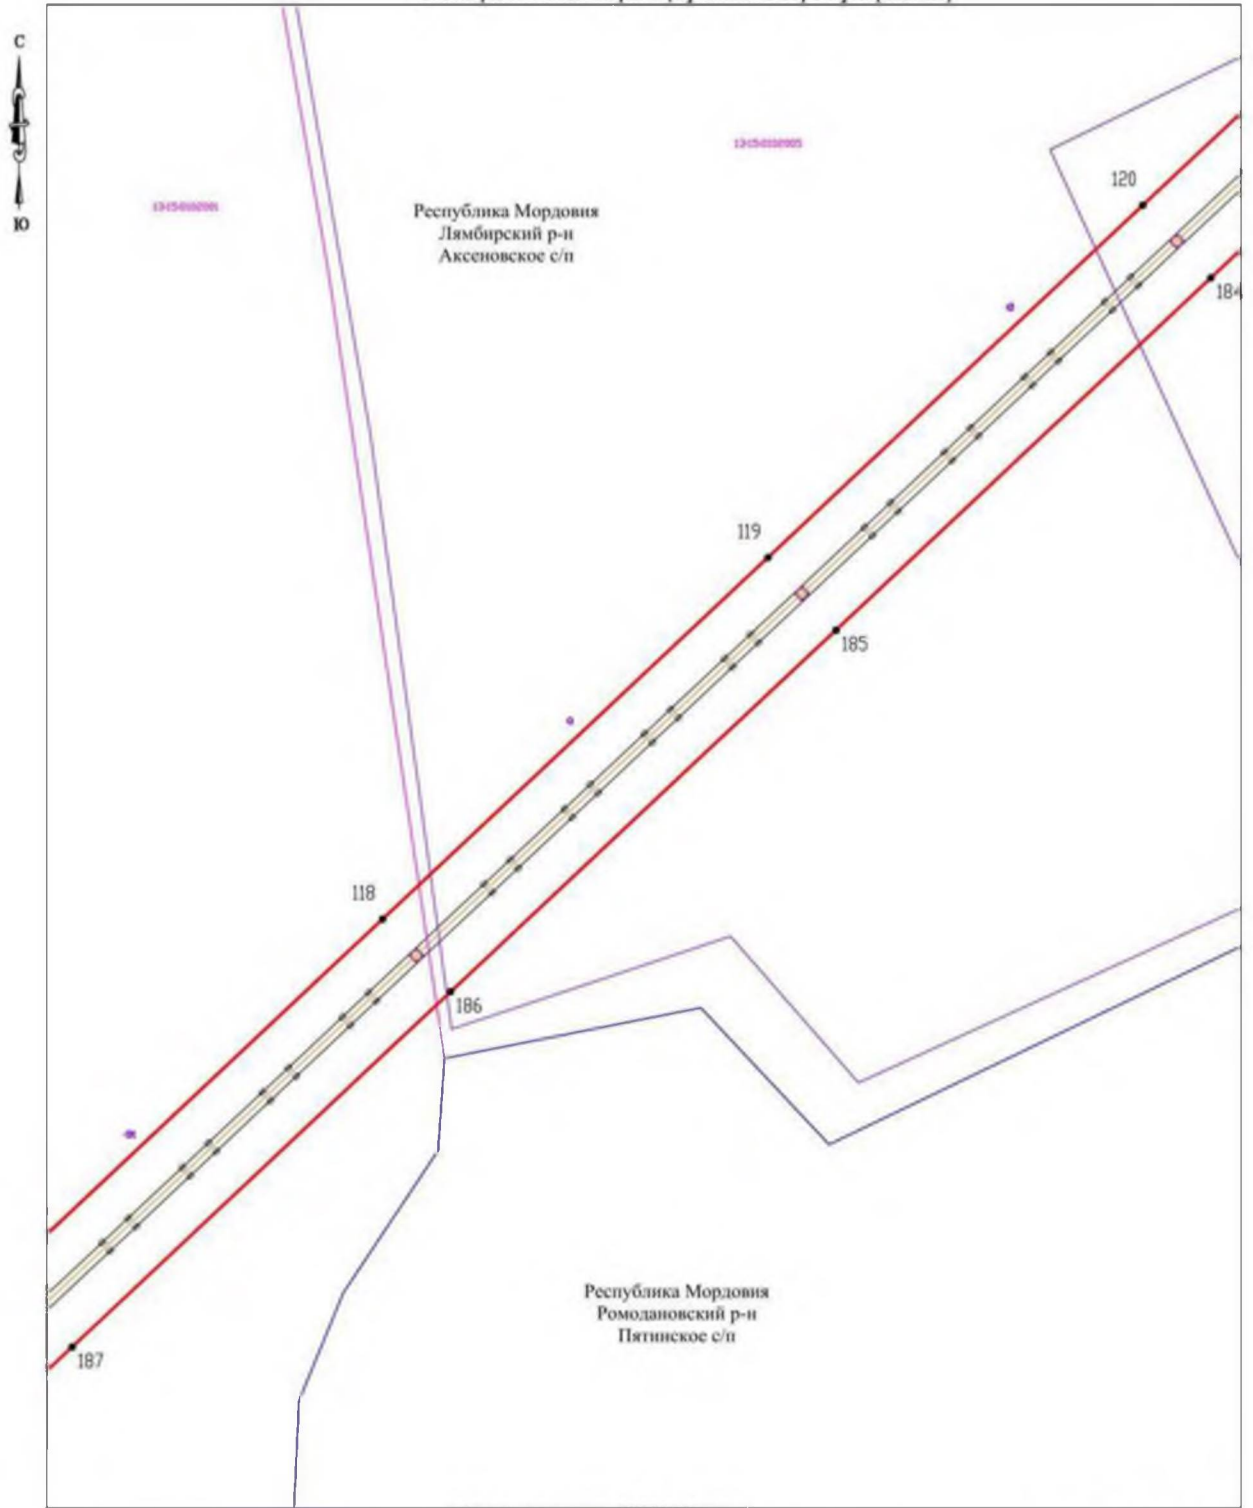 С
120
Республика Мордовия
Лямбирский р-н
Аксеновское с/п
Ю
184
119
185
118
186
Республика Мордовия
Ромодановский р-н
Пятинское с/п
187